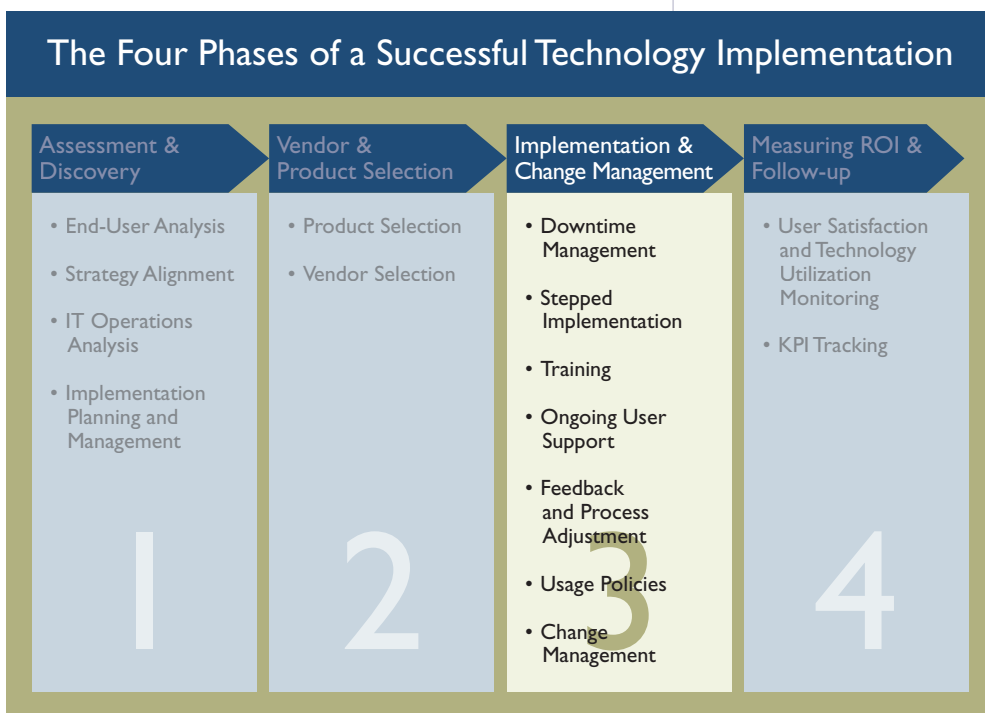 The Four Phases of a Successful Technology Implementation
Assessment &
Discovery
• End-User Analysis
• Strategy Alignment
• IT Operations
Analysis
• Implementation
Planning and
Management
1
Vendor &
Product Selection
• Product Selection
• Vendor Selection
2
Implementation &
Change Management
• Downtime
Management
• Stepped
Implementation
• Training
• Ongoing User
Support
• Feedback
and Process
Adjustment
• Usage Policies
• Change
Management
3
Measuring ROI &
Follow-up
• User Satisfaction
and Technology
Utilization
Monitoring
• KPI Tracking
4